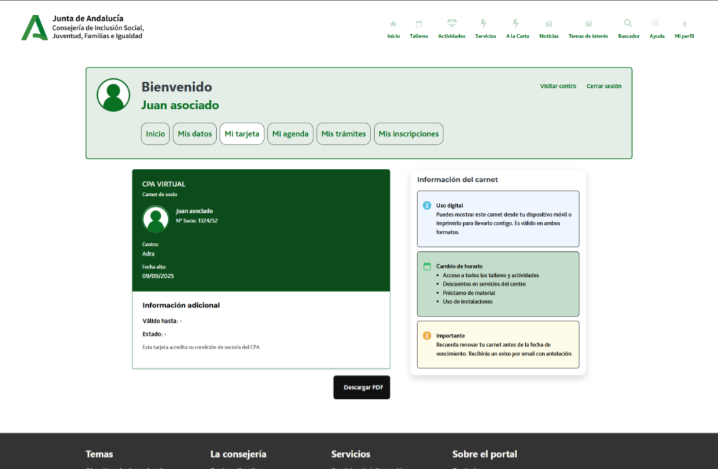 Junta de Andalucía
Consejería de Inclusión Social,
Juventud, Familias e Igualdad
Inicio Talleres Actividades Servicios A la Carta Noticias Temas de interés Buscador Ayuda Mi perfil
Bienvenido
Juan asociado
Visitar centro Cerrar sesión
Inicio Mis datos Mi tarjeta Mi agenda Mis trámites Mis inscripciones
CPA VIRTUAL
Carnet de socio
Juan asociado
Nº Socio: 1324252
Centro:
Adra
Fecha alta:
09/09/2025
Información adicional
Válido hasta: -
Estado: -
Esta tarjeta acredita su condición de socio/a del CPA
Descargar PDF
Información del carnet
Uso digital
Puedes mostrar este carnet desde tu dispositivo móvil o
imprimirlo para llevarlo contigo. Es válido en ambos
formatos.
Cambio de horario
• Acceso a todos los talleres y actividades
• Descuentos en servicios del centro
• Préstamo de material
• Uso de instalaciones
Importante
Recuerda renovar tu carnet antes de la fecha de
vencimiento. Recibirás un aviso por email con antelación.
Temas La consejería Servicios Sobre el portal